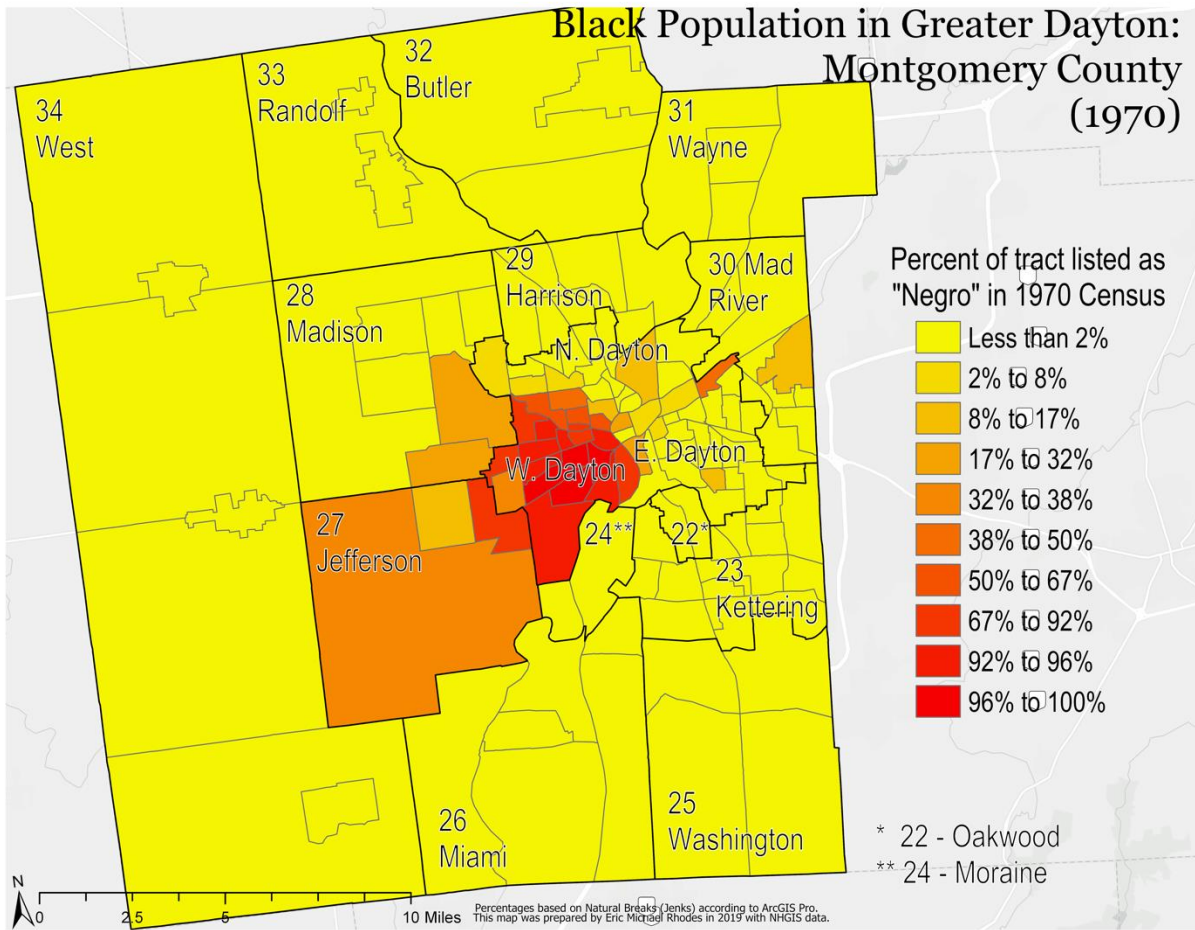 Black Population in Greater Dayton:
Montgomery County
(1970)
32
Butler
33
Randolf
34
West
31
Wayne
29
Harrison
30 Mad
River
28
Madison
N. Dayton
W. Dayton
E. Dayton
27
Jefferson
24**
22*
23
Kettering
26
Miami
25
Washington
Percent of tract listed as
"Negro" in 1970 Census
Less than 2%
2% to 8%
8% to 17%
17% to 32%
32% to 38%
38% to 50%
50% to 67%
67% to 92%
92% to 96%
96% to 100%
* 22 - Oakwood
** 24 - Moraine
N
0 2.5 5 10 Miles
Percentages based on Natural Breaks (Jenks) according to ArcGIS Pro.
This map was prepared by Eric Michael Rhodes in 2019 with NHGIS data.